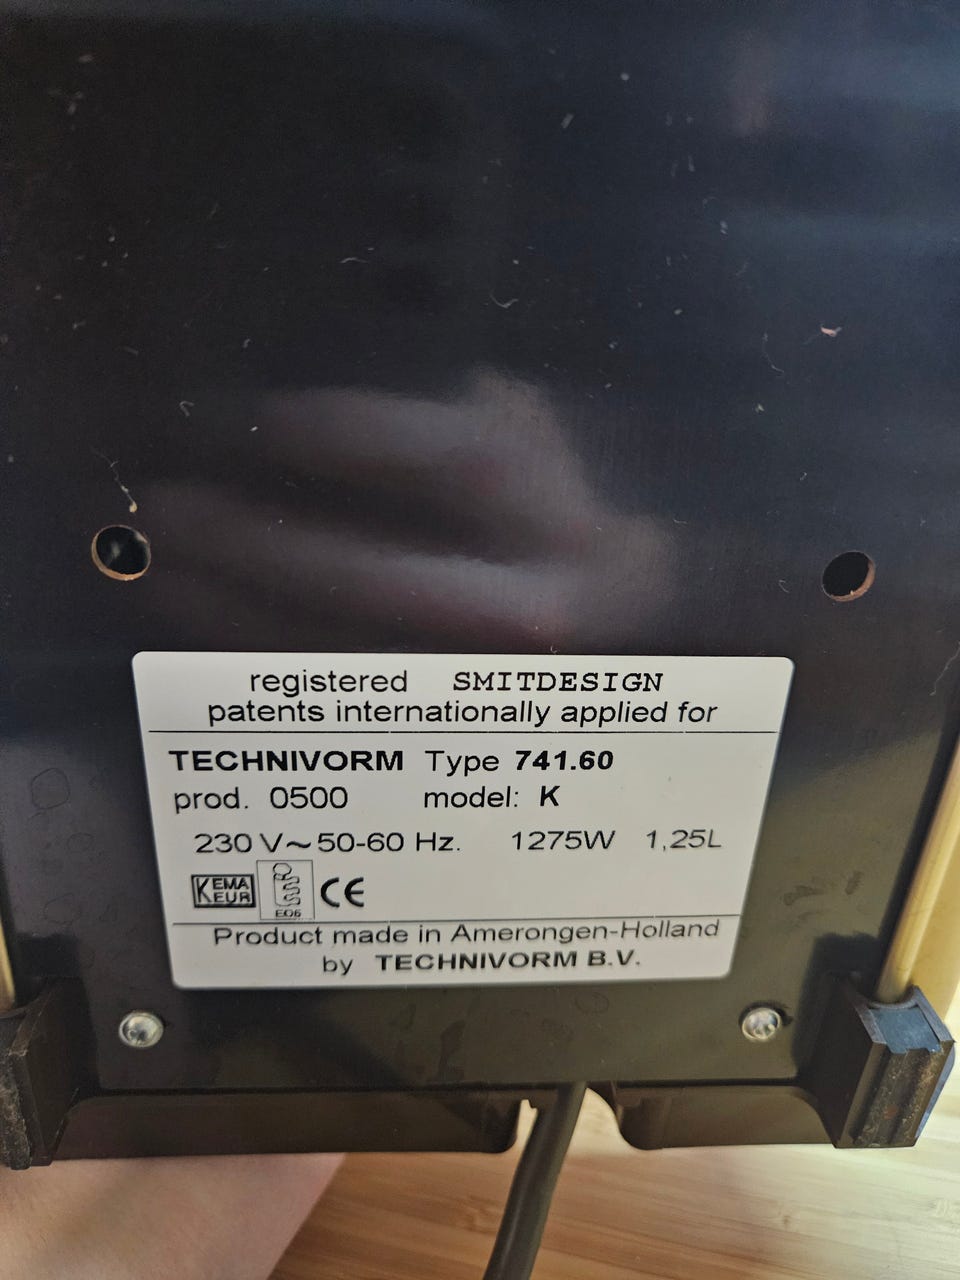 registered SMITDESIGN
patents internationally applied for
TECHNIVORM Type 741.60
prod. 0500 model: K
230 V~50-60 Hz. 1275W 1,25L
KEMA
KEUR
E06
CE
Product made in Amerongen-Holland
by TECHNIVORM B.V.